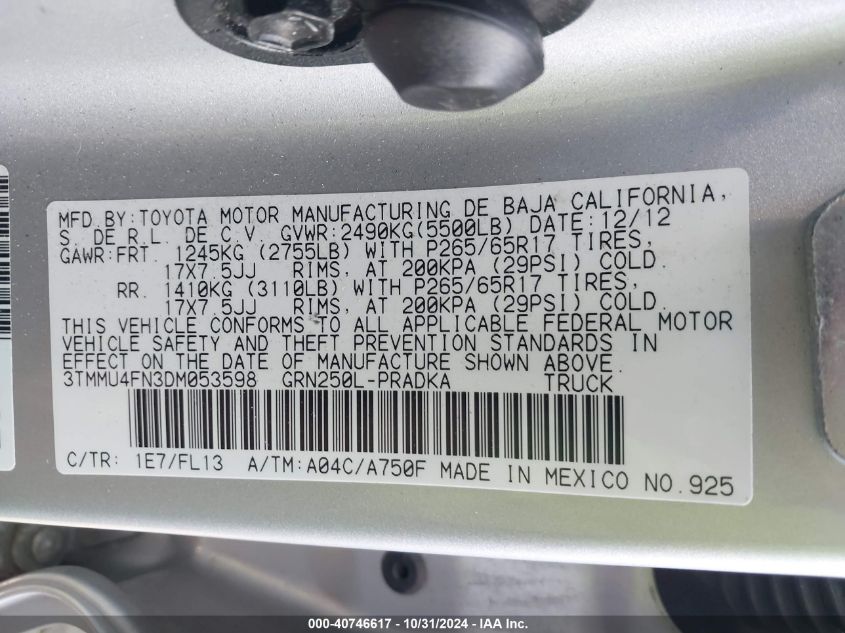 MFD BY: TOYOTA MOTOR MANUFACTURING DE BAJA CALIFORNIA,
S. DE R.L. DE C.V. GVWR:2490KG(5500LB) DATE:12/12
GAWR:FRT. 1245KG (2755LB) WITH P265/65R17 TIRES,
17X7.5JJ RIMS, AT 200KPA (29PSI) COLD.
RR. 1410KG (3110LB) WITH P265/65R17 TIRES,
17X7.5JJ RIMS, AT 200KPA (29PSI) COLD.
THIS VEHICLE CONFORMS TO ALL APPLICABLE FEDERAL MOTOR
VEHICLE SAFETY AND THEFT PREVENTION STANDARDS IN
EFFECT ON THE DATE OF MANUFACTURE SHOWN ABOVE.
3TMMU4FN3DM053598 GRN250L-PRADKA TRUCK
C/TR: 1E7/FL13 A/TM:A04C/A750F MADE IN MEXICO NO.925
000-40746617 - 10/31/2024 - IAA Inc.